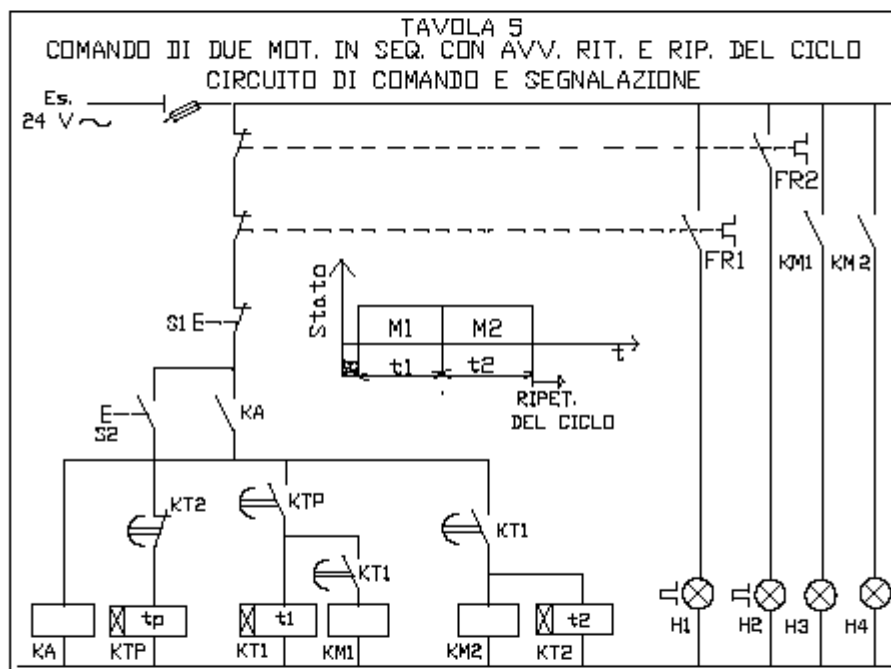 TAVOLA 5
COMANDO DI DUE MOT. IN SEQ. CON AVV. RIT. E RIP. DEL CICLO
CIRCUITO DI COMANDO E SEGNALAZIONE
Es.
24 V
FR2
FR1
KM1
KM2
S1
Stato
M1
M2
t
t1
t2
RIPET.
DEL CICLO
S2
KA
KT2
KTP
KT1
KT1
tp
t1
t2
KA
KTP
KT1
KM1
KM2
KT2
H1
H2
H3
H4